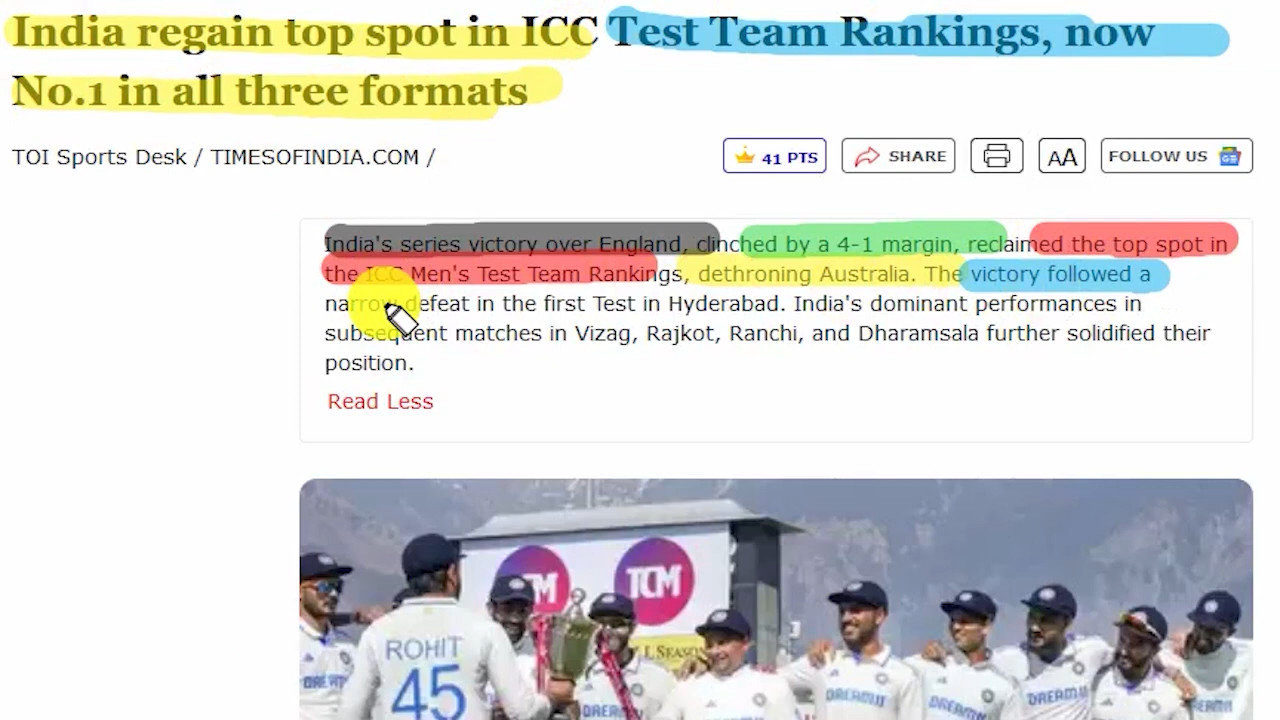 India regain top spot in ICC Test Team Rankings, now
No.1 in all three formats
TOI Sports Desk / TIMESOFINDIA.COM /
41 PTS
SHARE
AA
FOLLOW US
India's series victory over England, clinched by a 4-1 margin, reclaimed the top spot in
the ICC Men's Test Team Rankings, dethroning Australia. The victory followed a
narrow defeat in the first Test in Hyderabad. India's dominant performances in
subsequent matches in Vizag, Rajkot, Ranchi, and Dharamsala further solidified their
position.
Read Less
TCM
ROHIT
45
DREAM11
DREAM11
DREAM11